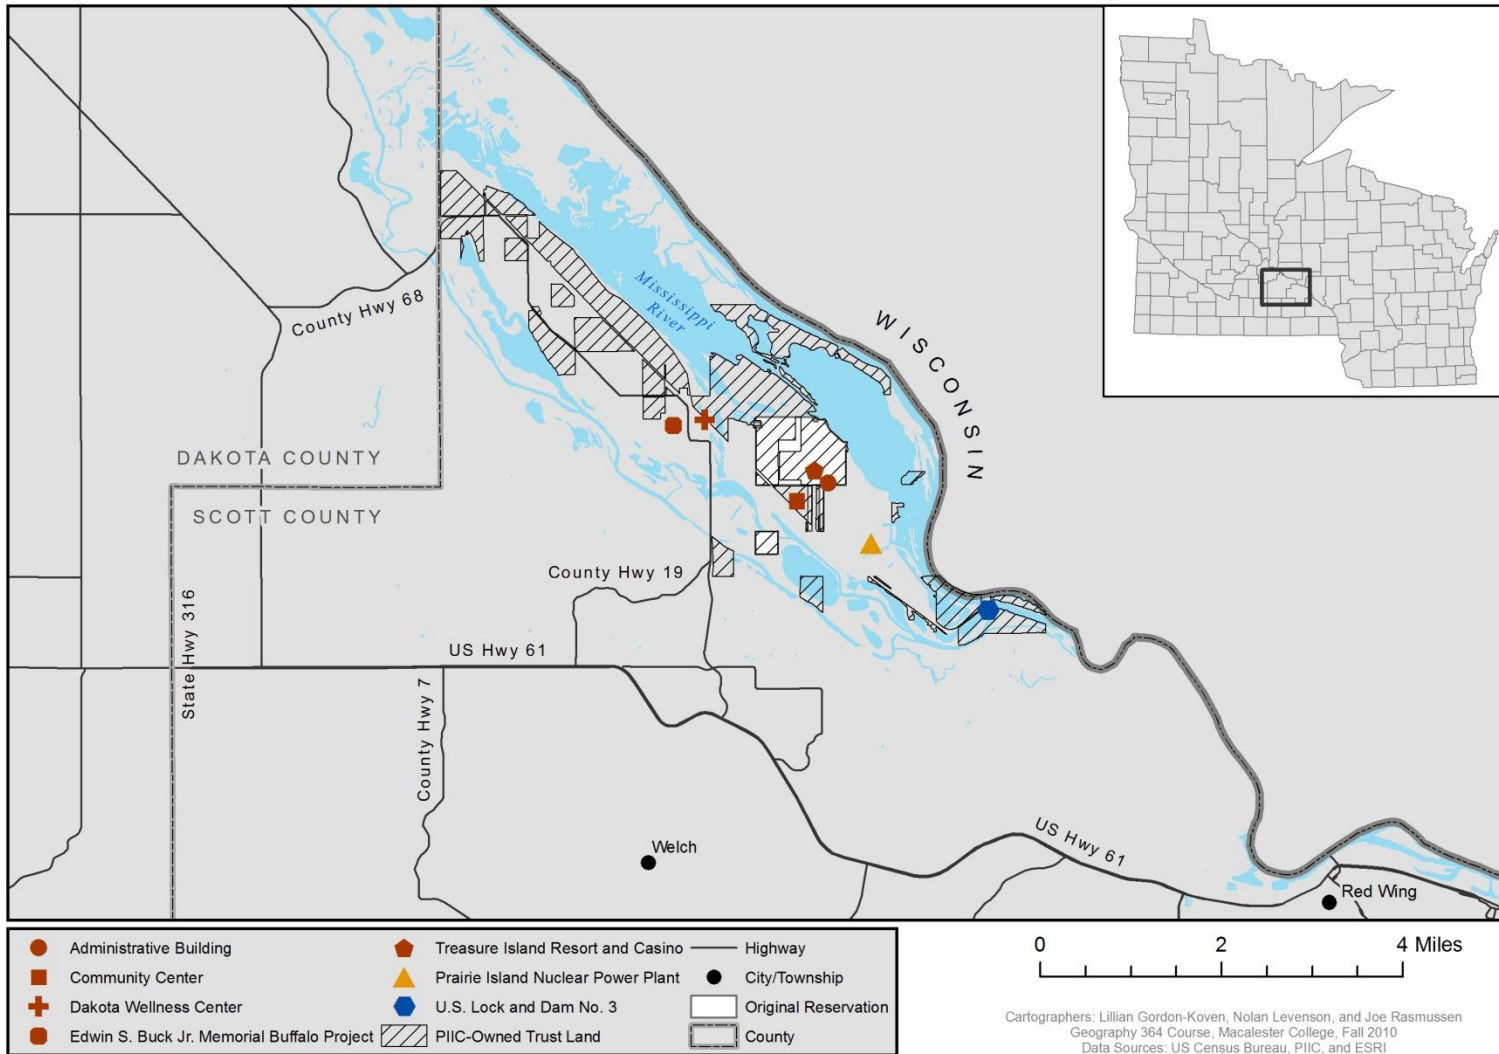 Mississippi
River
WISCONSIN
County Hwy 68
DAKOTA COUNTY
SCOTT COUNTY
County Hwy 19
US Hwy 61
State Hwy 316
County Hwy 7
Welch
US Hwy 61
Red Wing
Administrative Building
Community Center
Dakota Wellness Center
Edwin S. Buck Jr. Memorial Buffalo Project
Treasure Island Resort and Casino
Prairie Island Nuclear Power Plant
U.S. Lock and Dam No. 3
PIIC-Owned Trust Land
Highway
City/Township
Original Reservation
County
0 2 4 Miles
Cartographers: Lillian Gordon-Koven, Nolan Levenson, and Joe Rasmussen
Geography 364 Course, Macalester College, Fall 2010
Data Sources: US Census Bureau, PIIC, and ESRI